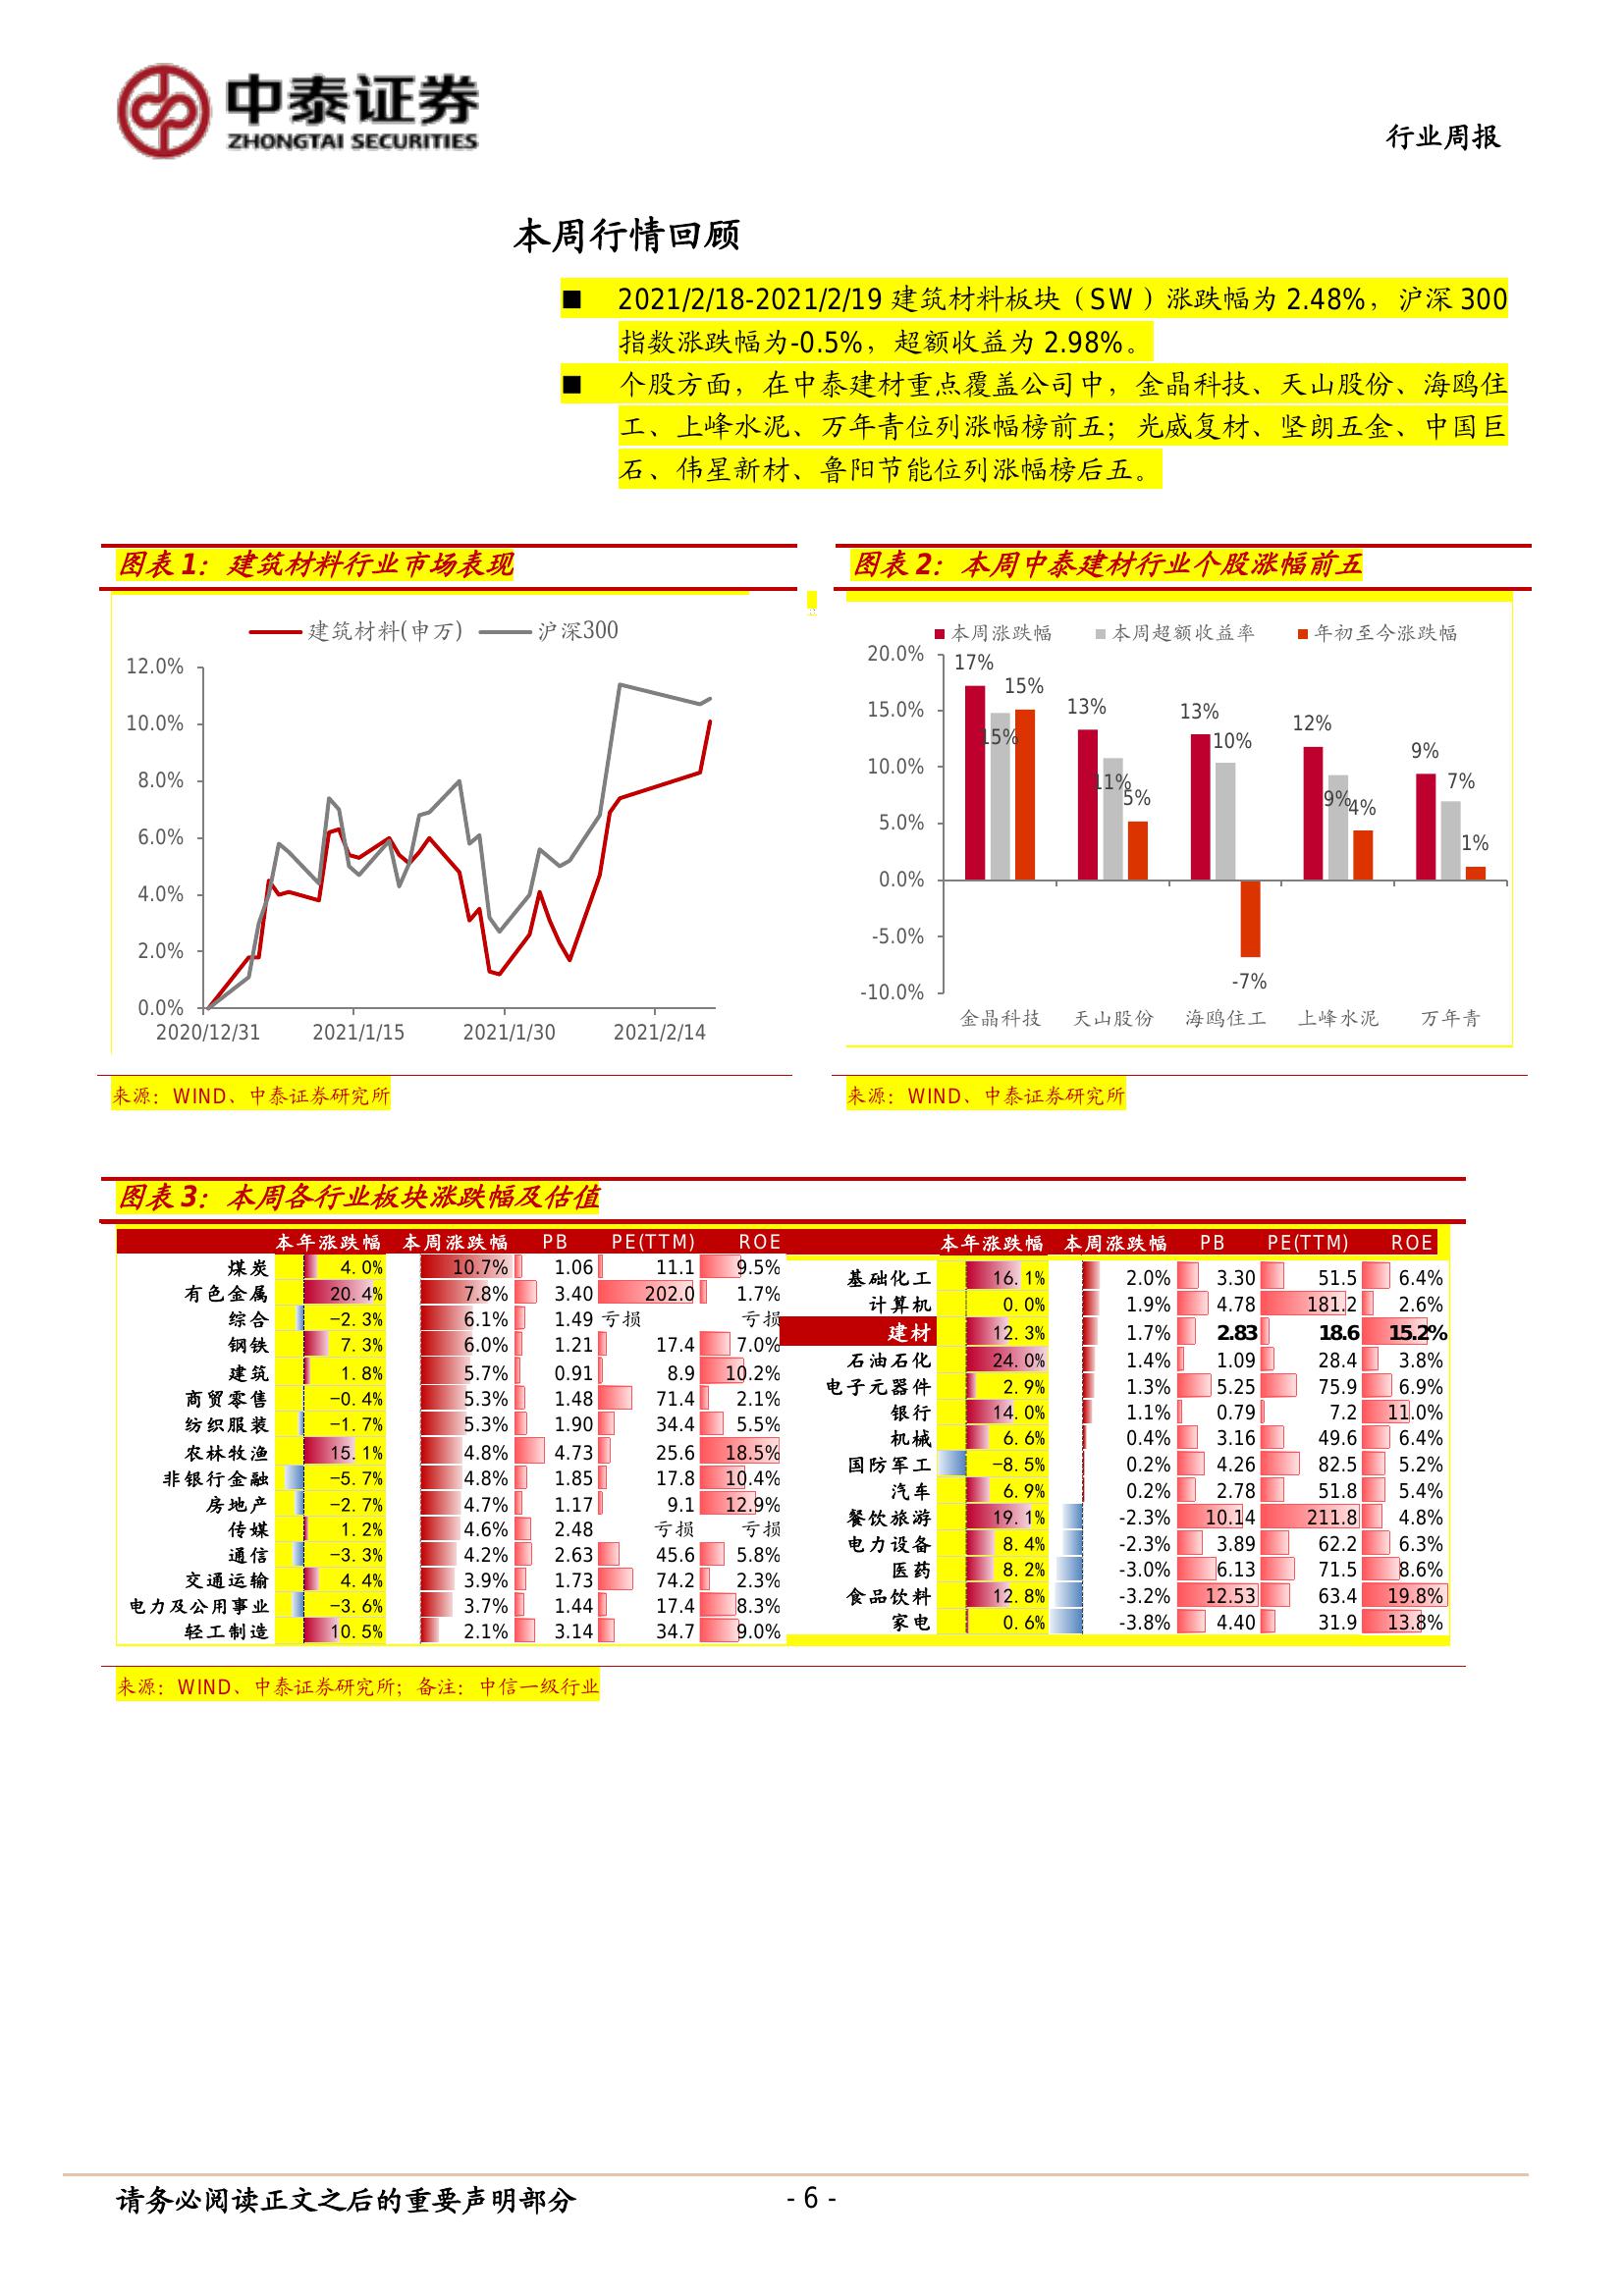 中泰证券
ZHONGTAI SECURITIES
行业周报
本周行情回顾
■ 2021/2/18-2021/2/19 建筑材料板块（SW）涨跌幅为 2.48%，沪深 300
指数涨跌幅为-0.5%，超额收益为 2.98%。
■ 个股方面，在中泰建材重点覆盖公司中，金晶科技、天山股份、海鸥住
工、上峰水泥、万年青位列涨幅榜前五；光威复材、坚朗五金、中国巨
石、伟星新材、鲁阳节能位列涨幅榜后五。
图表 1：建筑材料行业市场表现
建筑材料(申万) 沪深300
12.0%
10.0%
8.0%
6.0%
4.0%
2.0%
0.0%
2020/12/31 2021/1/15 2021/1/30 2021/2/14
来源：WIND、中泰证券研究所
图表 2：本周中泰建材行业个股涨幅前五
本周涨跌幅 本周超额收益率 年初至今涨跌幅
20.0%
15.0%
10.0%
5.0%
0.0%
-5.0%
-10.0%
17% 15% 15%
13% 11% 5%
13% 10% -7%
12% 9% 4%
9% 7% 1%
金晶科技 天山股份 海鸥住工 上峰水泥 万年青
来源：WIND、中泰证券研究所
图表 3：本周各行业板块涨跌幅及估值
本年涨跌幅 本周涨跌幅 PB PE(TTM) ROE
煤炭 4.0% 10.7% 1.06 11.1 9.5%
有色金属 20.4% 7.8% 3.40 202.0 1.7%
综合 -2.3% 6.1% 1.49 亏损 亏损
钢铁 7.3% 6.0% 1.21 17.4 7.0%
建筑 1.8% 5.7% 0.91 8.9 10.2%
商贸零售 -0.4% 5.3% 1.48 71.4 2.1%
纺织服装 -1.7% 5.3% 1.90 34.4 5.5%
农林牧渔 15.1% 4.8% 4.73 25.6 18.5%
非银行金融 -5.7% 4.8% 1.85 17.8 10.4%
房地产 -2.7% 4.7% 1.17 9.1 12.9%
传媒 1.2% 4.6% 2.48 亏损 亏损
通信 -3.3% 4.2% 2.63 45.6 5.8%
交通运输 4.4% 3.9% 1.73 74.2 2.3%
电力及公用事业 -3.6% 3.7% 1.44 17.4 8.3%
轻工制造 10.5% 2.1% 3.14 34.7 9.0%
本年涨跌幅 本周涨跌幅 PB PE(TTM) ROE
基础化工 16.1% 2.0% 3.30 51.5 6.4%
计算机 0.0% 1.9% 4.78 181.2 2.6%
建材 12.3% 1.7% 2.83 18.6 15.2%
石油石化 24.0% 1.4% 1.09 28.4 3.8%
电子元器件 2.9% 1.3% 5.25 75.9 6.9%
银行 14.0% 1.1% 0.79 7.2 11.0%
机械 6.6% 0.4% 3.16 49.6 6.4%
国防军工 -8.5% 0.2% 4.26 82.5 5.2%
汽车 6.9% 0.2% 2.78 51.8 5.4%
餐饮旅游 19.1% -2.3% 10.14 211.8 4.8%
电力设备 8.4% -2.3% 3.89 62.2 6.3%
医药 8.2% -3.0% 6.13 71.5 8.6%
食品饮料 12.8% -3.2% 12.53 63.4 19.8%
家电 0.6% -3.8% 4.40 31.9 13.8%
来源：WIND、中泰证券研究所；备注：中信一级行业
请务必阅读正文之后的重要声明部分
- 6 -